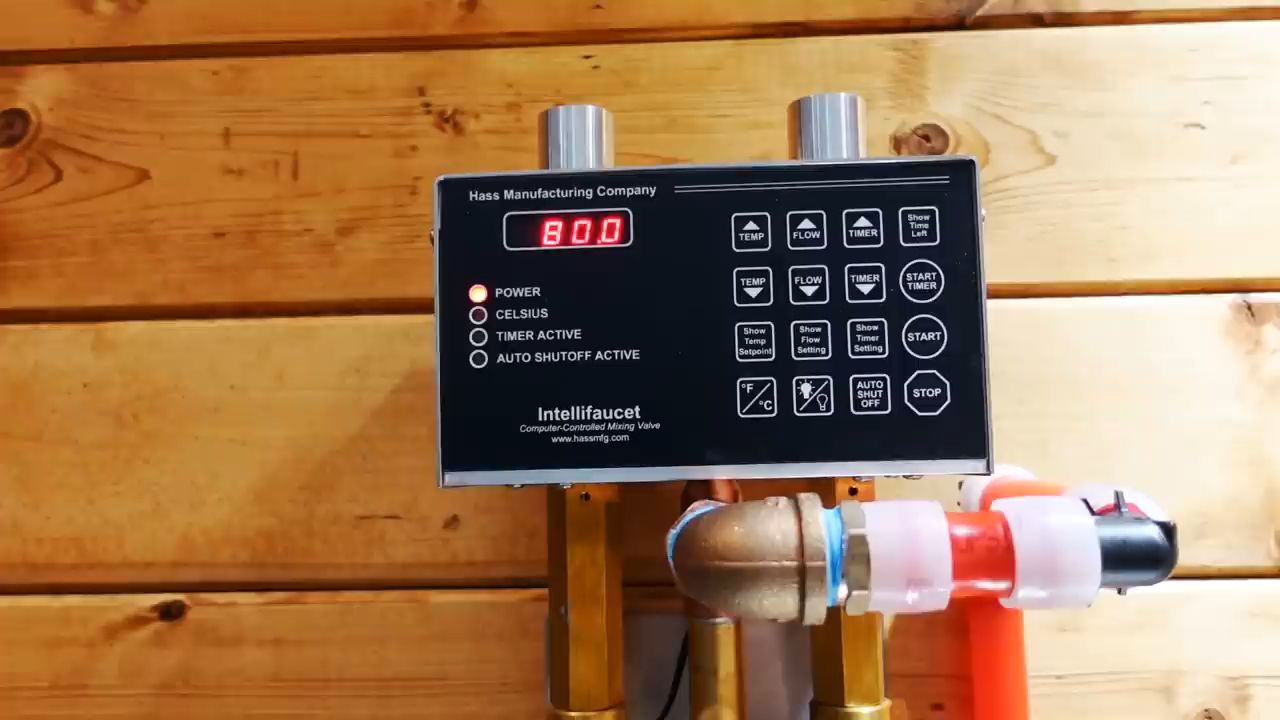 Hass Manufacturing Company
80.0
POWER
CELSIUS
TIMER ACTIVE
AUTO SHUTOFF ACTIVE
Intellifaucet
Computer-Controlled Mixing Valve
www.hassmfg.com
TEMP
FLOW
TIMER
Show
Time
Left
TEMP
FLOW
TIMER
START
TIMER
Show
Temp
Setpoint
Show
Flow
Setting
Show
Timer
Setting
START
°F
°C
AUTO
SHUT
OFF
STOP